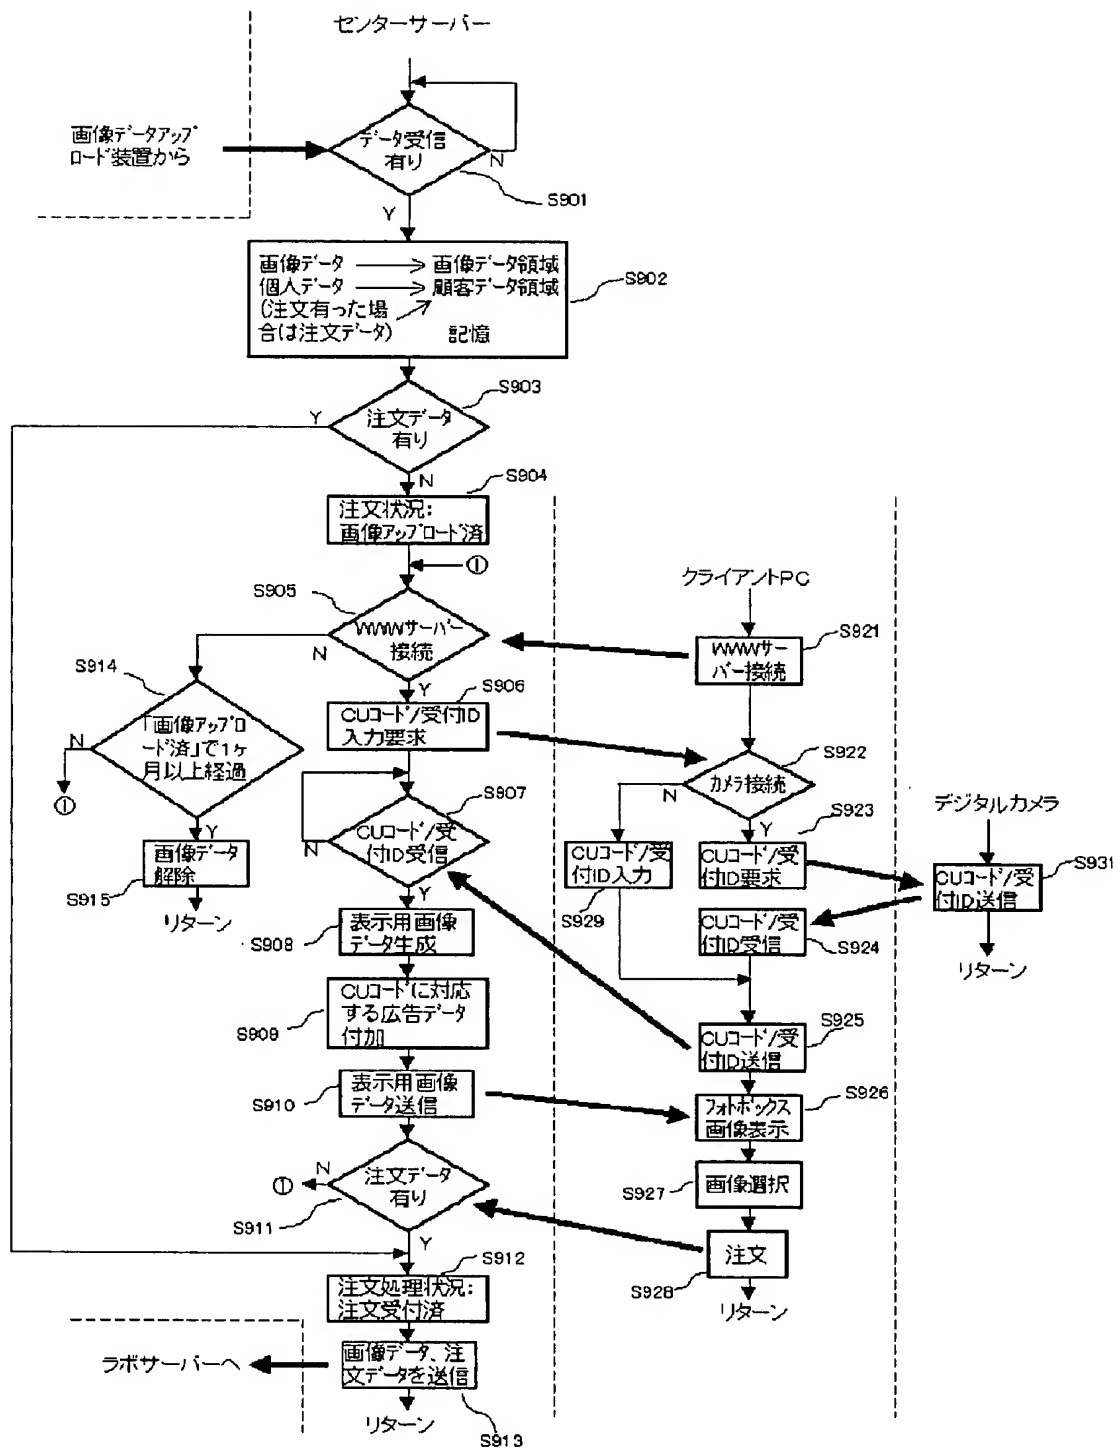 センターサーバー
画像データアップ
ロード装置から
データ受信
有り
N
S901
Y
画像データ → 画像データ領域
個人データ → 顧客データ領域
(注文有った場
合は注文データ) 記憶
S902
S903
Y
注文データ
有り
N
S904
注文状況:
画像アップロード済
①
S905
WWWサーバー
接続
N
Y
S914
「画像アップロ
ード済」で1ヶ
月以上経過
N
①
Y
画像データ
解除
S915
リターン
S906
CUコード/受付ID
入力要求
S907
CUコード/受
付ID受信
N
Y
S908
表示用画像
データ生成
S909
CUコードに対応
する広告データ
付加
S910
表示用画像
データ送信
N
①
注文データ
有り
S911
Y
S912
注文処理状況:
注文受付済
ラボサーバーへ
画像データ、注
文データを送信
リターン
S913
クライアントPC
S921
WWWサー
バー接続
S922
カメラ接続
N
Y
S923
CUコード/受
付ID入力
S929
CUコード/受
付ID要求
CUコード/受
付ID受信
S924
S925
CUコード/受
付ID送信
S926
フォトボックス
画像表示
S927
画像選択
注文
S928
リターン
デジタルカメラ
CUコード/受
付ID送信
S931
リターン